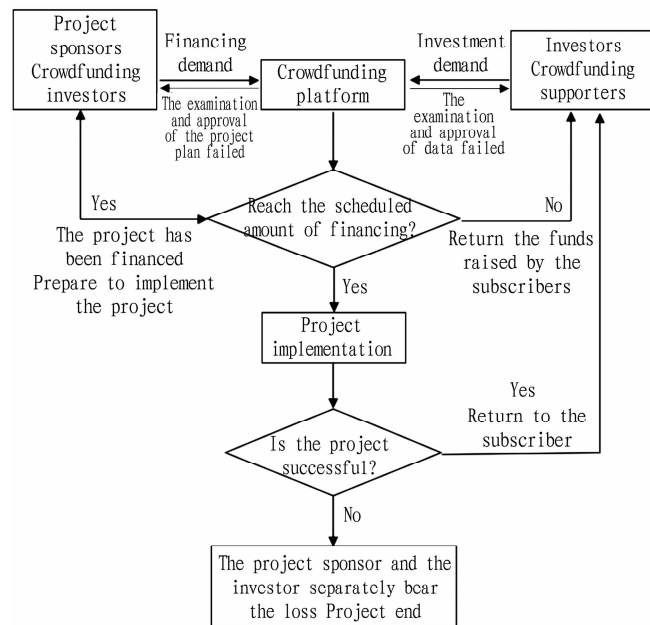 Project
sponsors
Crowdfunding
investors
Financing
demand
The examination
and approval
of the project
plan failed
Crowdfunding
platform
Investment
demand
The
examination
and approval
of data failed
Investors
Crowdfunding
supporters
Yes
The project has
been financed
Prepare to implement
the project
Reach the scheduled
amount of financing?
No
Return the funds
raised by the
subscribers
Yes
Project
implementation
Is the project
successful?
Yes
Return to the
subscriber
No
The project sponsor and the
investor separately bear
the loss Project end